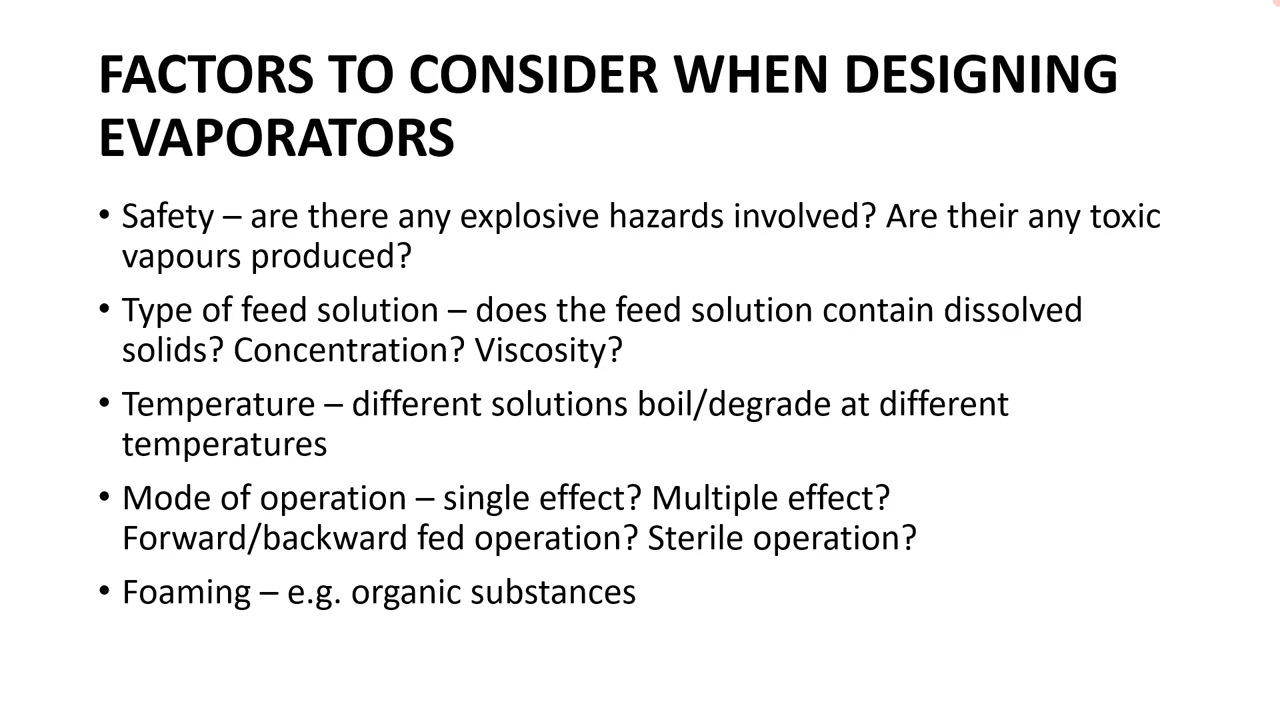 FACTORS TO CONSIDER WHEN DESIGNING
EVAPORATORS
• Safety – are there any explosive hazards involved? Are their any toxic
vapours produced?
• Type of feed solution – does the feed solution contain dissolved
solids? Concentration? Viscosity?
• Temperature – different solutions boil/degrade at different
temperatures
• Mode of operation – single effect? Multiple effect?
Forward/backward fed operation? Sterile operation?
• Foaming – e.g. organic substances